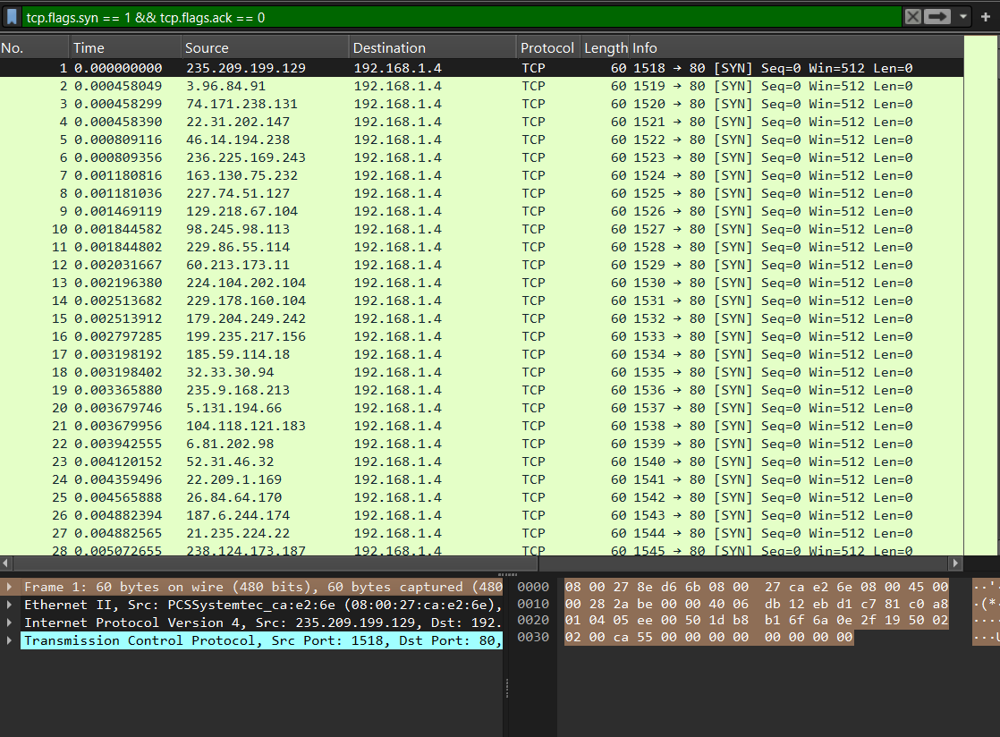 tcp.flags.syn == 1 && tcp.flags.ack == 0
No. Time Source Destination Protocol Length Info
1 0.000000000 235.209.199.129 192.168.1.4 TCP 60 1518 → 80 [SYN] Seq=0 Win=512 Len=0
2 0.000458049 3.96.84.91 192.168.1.4 TCP 60 1519 → 80 [SYN] Seq=0 Win=512 Len=0
3 0.000458299 74.171.238.131 192.168.1.4 TCP 60 1520 → 80 [SYN] Seq=0 Win=512 Len=0
4 0.000458390 22.31.202.147 192.168.1.4 TCP 60 1521 → 80 [SYN] Seq=0 Win=512 Len=0
5 0.000809116 46.14.194.238 192.168.1.4 TCP 60 1522 → 80 [SYN] Seq=0 Win=512 Len=0
6 0.000809356 236.225.169.243 192.168.1.4 TCP 60 1523 → 80 [SYN] Seq=0 Win=512 Len=0
7 0.001180816 163.130.75.232 192.168.1.4 TCP 60 1524 → 80 [SYN] Seq=0 Win=512 Len=0
8 0.001181036 227.74.51.127 192.168.1.4 TCP 60 1525 → 80 [SYN] Seq=0 Win=512 Len=0
9 0.001469119 129.218.67.104 192.168.1.4 TCP 60 1526 → 80 [SYN] Seq=0 Win=512 Len=0
10 0.001844582 98.245.98.113 192.168.1.4 TCP 60 1527 → 80 [SYN] Seq=0 Win=512 Len=0
11 0.001844802 229.86.55.114 192.168.1.4 TCP 60 1528 → 80 [SYN] Seq=0 Win=512 Len=0
12 0.002031667 60.213.173.11 192.168.1.4 TCP 60 1529 → 80 [SYN] Seq=0 Win=512 Len=0
13 0.002196380 224.104.202.104 192.168.1.4 TCP 60 1530 → 80 [SYN] Seq=0 Win=512 Len=0
14 0.002513682 229.178.160.104 192.168.1.4 TCP 60 1531 → 80 [SYN] Seq=0 Win=512 Len=0
15 0.002513912 179.204.249.242 192.168.1.4 TCP 60 1532 → 80 [SYN] Seq=0 Win=512 Len=0
16 0.002797285 199.235.217.156 192.168.1.4 TCP 60 1533 → 80 [SYN] Seq=0 Win=512 Len=0
17 0.003198192 185.59.114.18 192.168.1.4 TCP 60 1534 → 80 [SYN] Seq=0 Win=512 Len=0
18 0.003198402 32.33.30.94 192.168.1.4 TCP 60 1535 → 80 [SYN] Seq=0 Win=512 Len=0
19 0.003365880 235.9.168.213 192.168.1.4 TCP 60 1536 → 80 [SYN] Seq=0 Win=512 Len=0
20 0.003679746 5.131.194.66 192.168.1.4 TCP 60 1537 → 80 [SYN] Seq=0 Win=512 Len=0
21 0.003679956 104.118.121.183 192.168.1.4 TCP 60 1538 → 80 [SYN] Seq=0 Win=512 Len=0
22 0.003942555 6.81.202.98 192.168.1.4 TCP 60 1539 → 80 [SYN] Seq=0 Win=512 Len=0
23 0.004120152 52.31.46.32 192.168.1.4 TCP 60 1540 → 80 [SYN] Seq=0 Win=512 Len=0
24 0.004359496 22.209.1.169 192.168.1.4 TCP 60 1541 → 80 [SYN] Seq=0 Win=512 Len=0
25 0.004565888 26.84.64.170 192.168.1.4 TCP 60 1542 → 80 [SYN] Seq=0 Win=512 Len=0
26 0.004882394 187.6.244.174 192.168.1.4 TCP 60 1543 → 80 [SYN] Seq=0 Win=512 Len=0
27 0.004882565 21.235.224.22 192.168.1.4 TCP 60 1544 → 80 [SYN] Seq=0 Win=512 Len=0
28 0.005072655 238.124.173.187 192.168.1.4 TCP 60 1545 → 80 [SYN] Seq=0 Win=512 Len=0
Frame 1: 60 bytes on wire (480 bits), 60 bytes captured (480
Ethernet II, Src: PCSSystemtec_ca:e2:6e (08:00:27:ca:e2:6e),
Internet Protocol Version 4, Src: 235.209.199.129, Dst: 192.
Transmission Control Protocol, Src Port: 1518, Dst Port: 80,
0000 08 00 27 8e d6 6b 08 00 27 ca e2 6e 08 00 45 00 ··'
0010 00 28 2a be 00 00 40 06 db 12 eb d1 c7 81 c0 a8 ·(*
0020 01 04 05 ee 00 50 1d b8 b1 6f 6a 0e 2f 19 50 02 ····
0030 02 00 ca 55 00 00 00 00 00 00 00 00 ···U